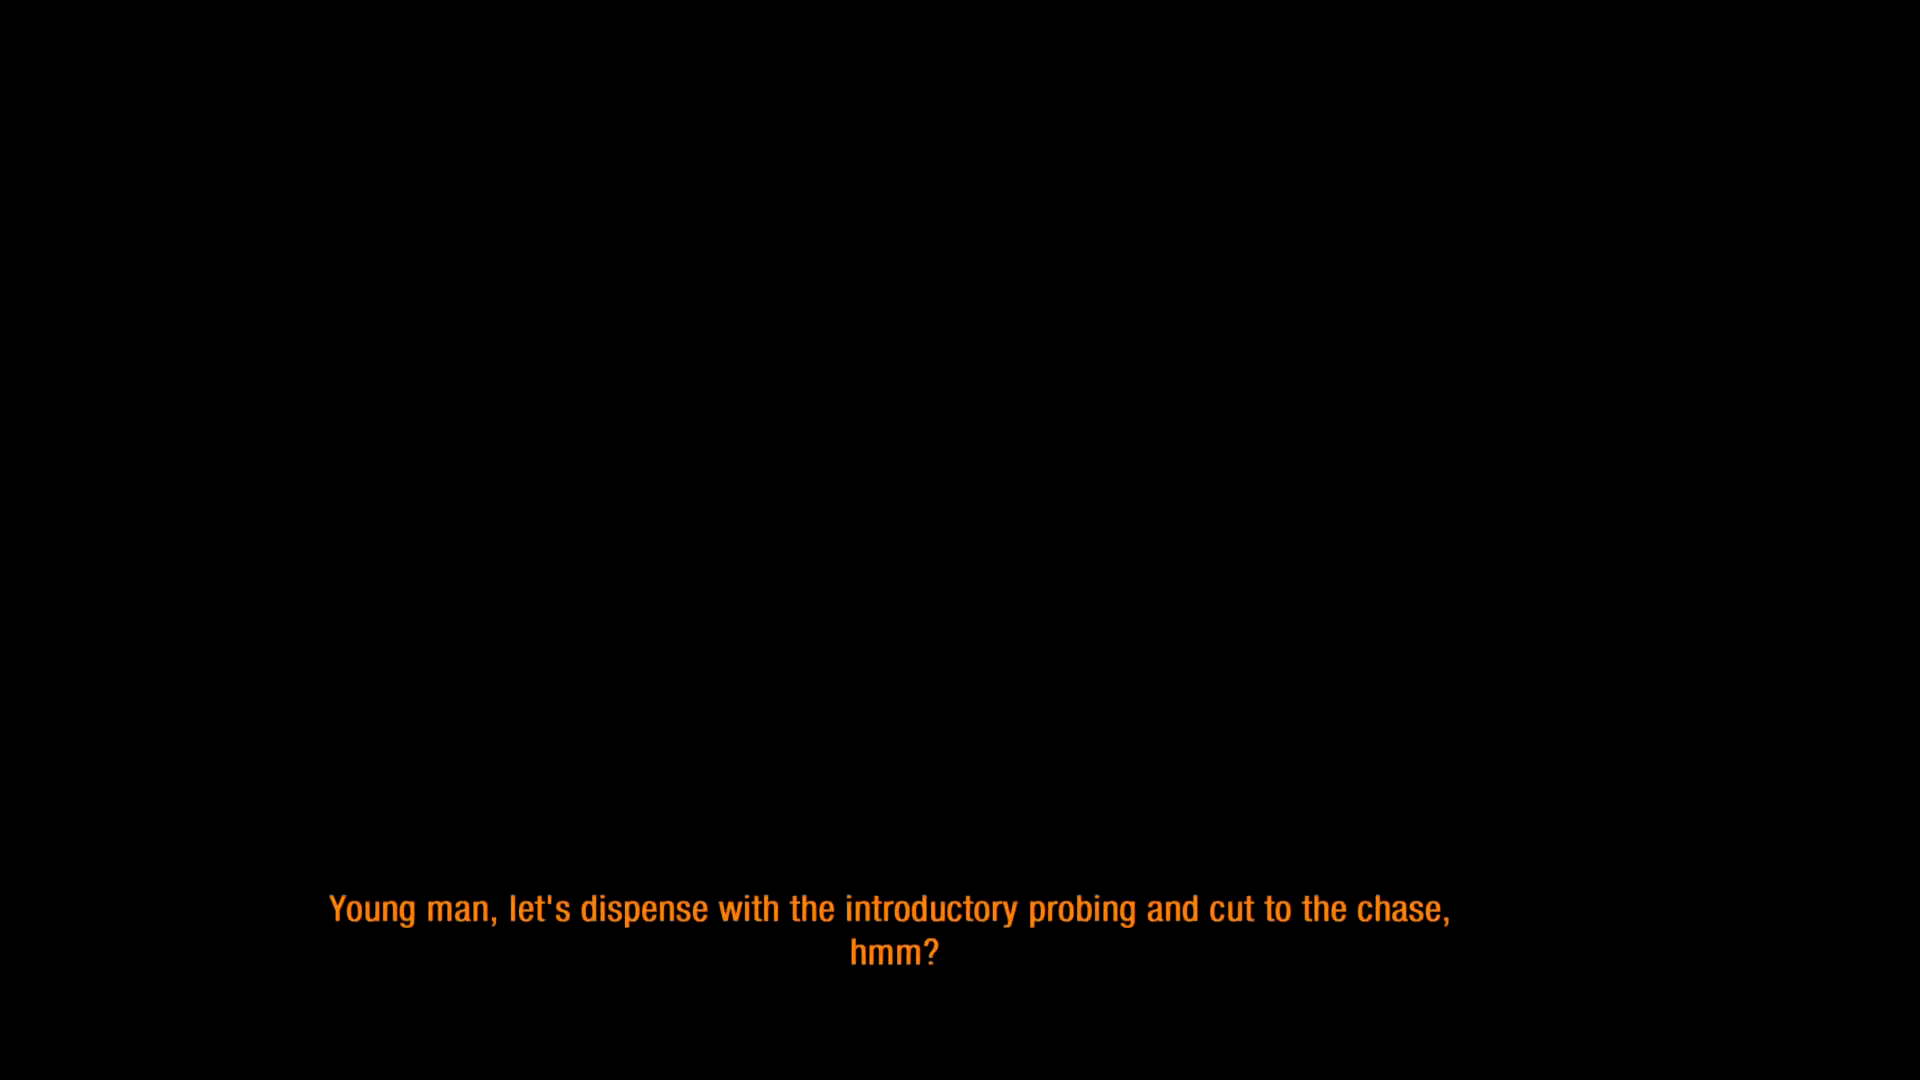 Young man, let's dispense with the introductory probing and cut to the chase,
hmm?